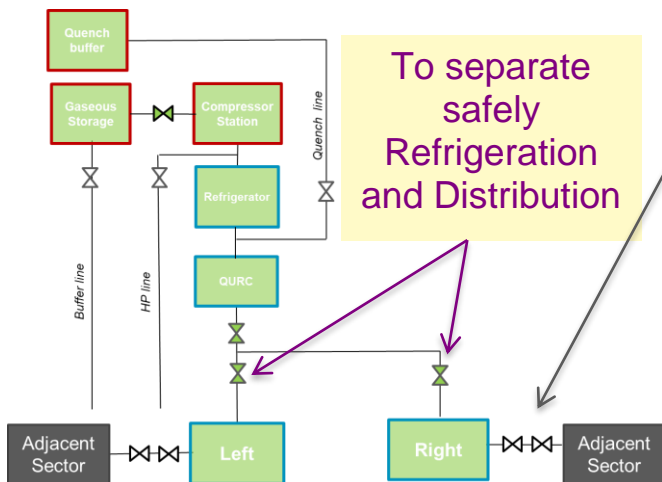 Quench
buffer
To separate
safely
Refrigeration
and Distribution
Gaseous
Storage
Compressor
Station
Quench line
Refrigerator
Buffer line
HP line
QURC
Adjacent
Sector
Left
Right
Adjacent
Sector